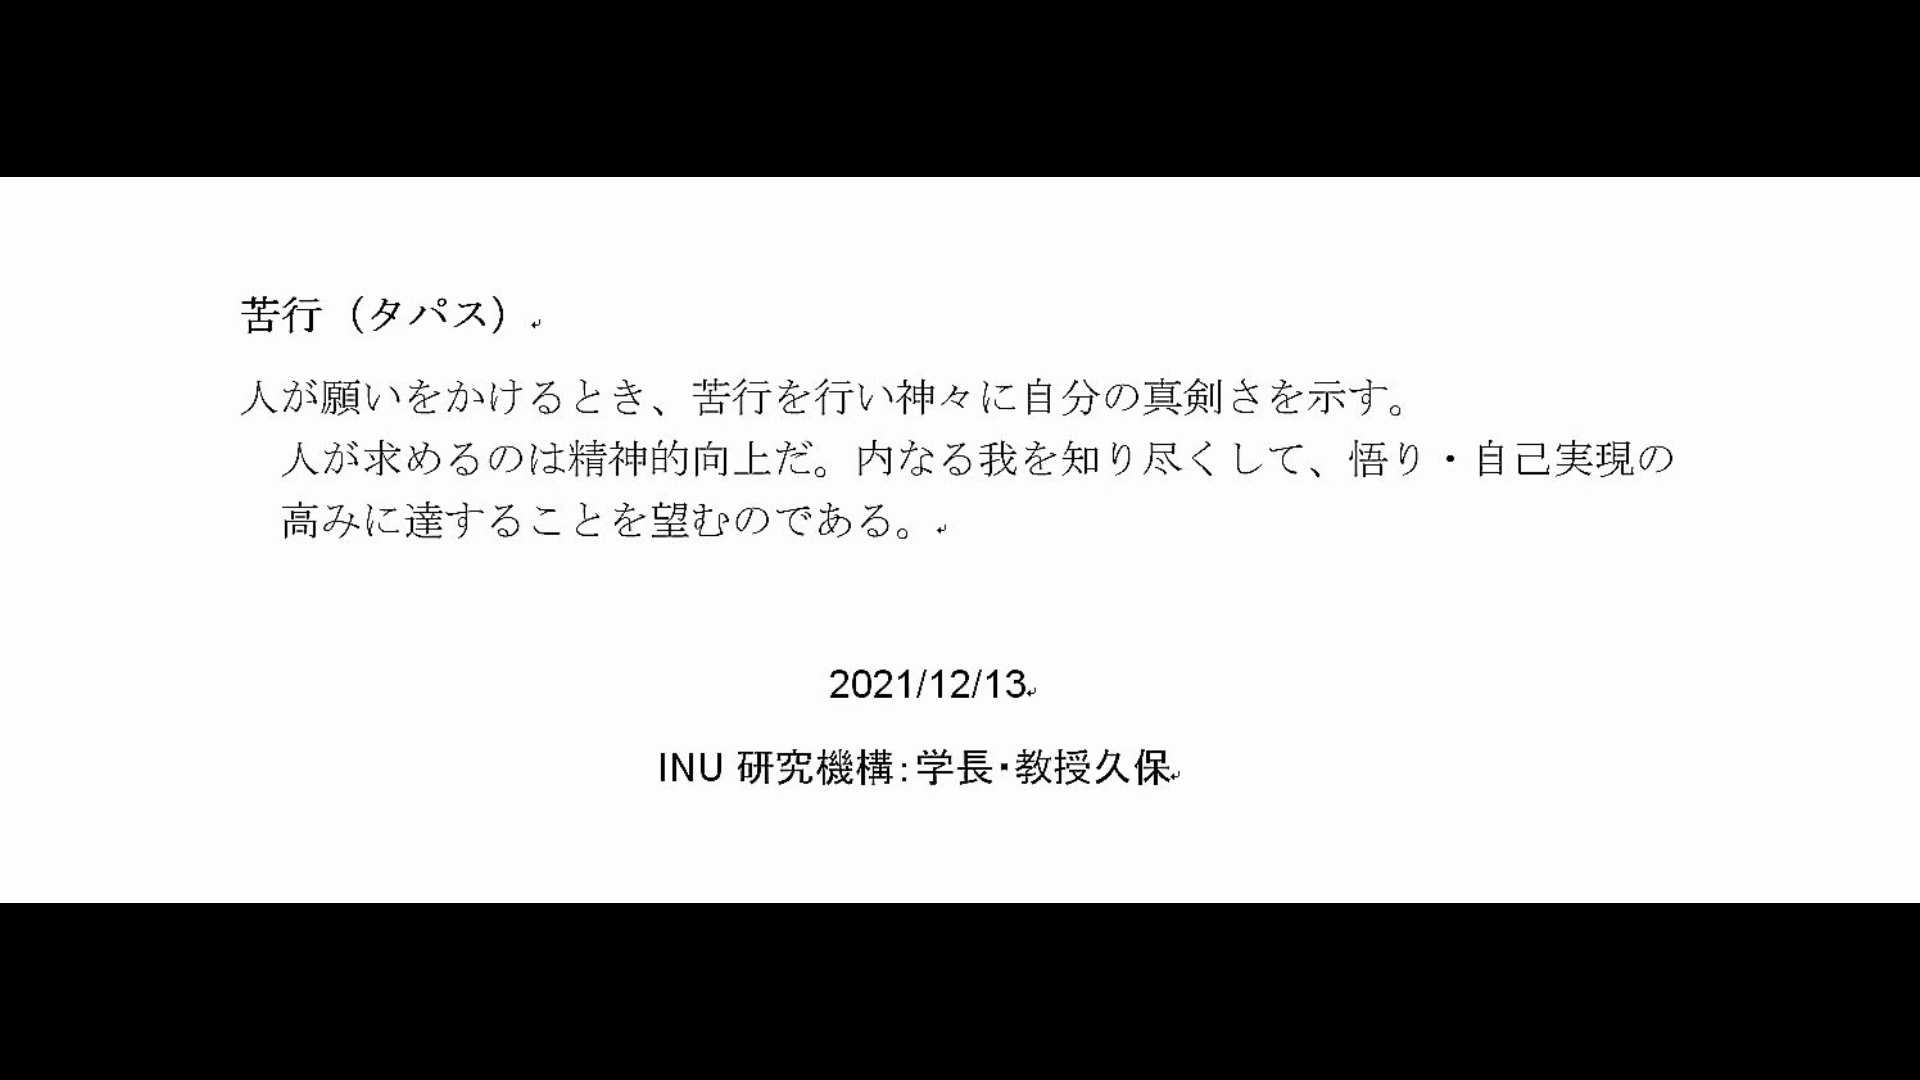 苦行（タパス）
人が願いをかけるとき、苦行を行い神々に自分の真剣さを示す。
人が求めるのは精神的向上だ。内なる我を知り尽くして、悟り・自己実現の
高みに達することを望むのである。
2021/12/13
INU 研究機構：学長・教授久保